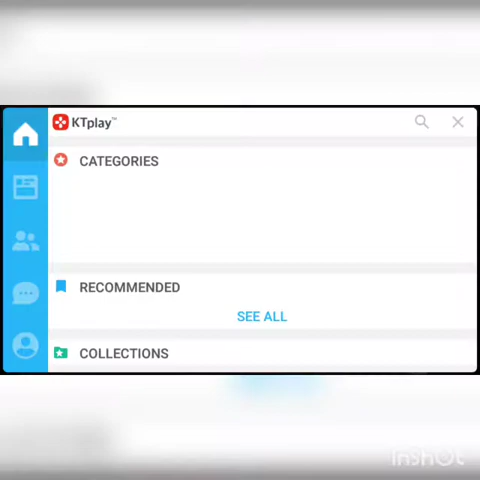 KTplay™
CATEGORIES
RECOMMENDED
SEE ALL
COLLECTIONS
InShOt